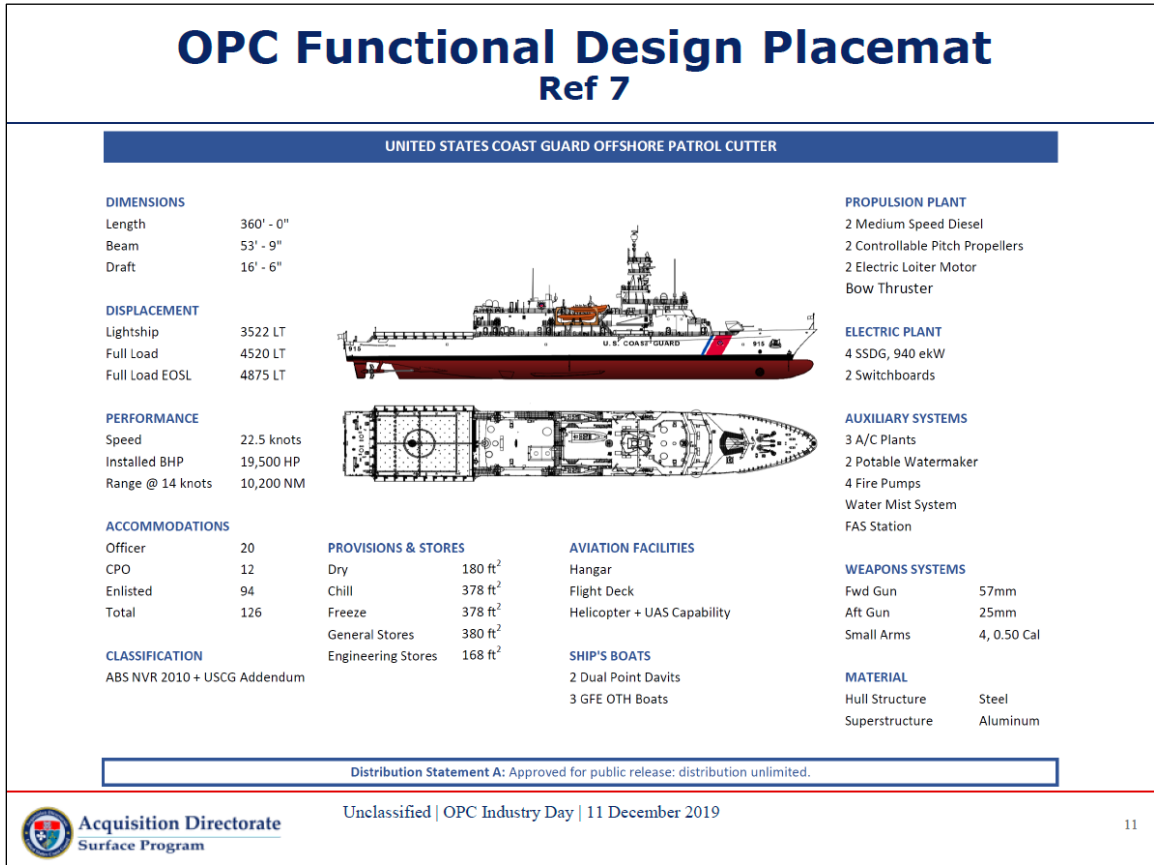 OPC Functional Design Placemat
Ref 7
UNITED STATES COAST GUARD OFFSHORE PATROL CUTTER
DIMENSIONS
Length 360' - 0"
Beam 53' - 9"
Draft 16' - 6"
DISPLACEMENT
Lightship 3522 LT
Full Load 4520 LT
Full Load EOSL 4875 LT
PERFORMANCE
Speed 22.5 knots
Installed BHP 19,500 HP
Range @ 14 knots 10,200 NM
ACCOMMODATIONS
Officer 20
CPO 12
Enlisted 94
Total 126
CLASSIFICATION
ABS NVR 2010 + USCG Addendum
915
U.S. COAST GUARD
915
PROVISIONS & STORES
Dry 180 ft²
Chill 378 ft²
Freeze 378 ft²
General Stores 380 ft²
Engineering Stores 168 ft²
AVIATION FACILITIES
Hangar
Flight Deck
Helicopter + UAS Capability
SHIP'S BOATS
2 Dual Point Davits
3 GFE OTH Boats
PROPULSION PLANT
2 Medium Speed Diesel
2 Controllable Pitch Propellers
2 Electric Loiter Motor
Bow Thruster
ELECTRIC PLANT
4 SSDG, 940 ekW
2 Switchboards
AUXILIARY SYSTEMS
3 A/C Plants
2 Potable Watermaker
4 Fire Pumps
Water Mist System
FAS Station
WEAPONS SYSTEMS
Fwd Gun 57mm
Aft Gun 25mm
Small Arms 4, 0.50 Cal
MATERIAL
Hull Structure Steel
Superstructure Aluminum
Distribution Statement A: Approved for public release: distribution unlimited.
Acquisition Directorate
Surface Program
Unclassified | OPC Industry Day | 11 December 2019
11